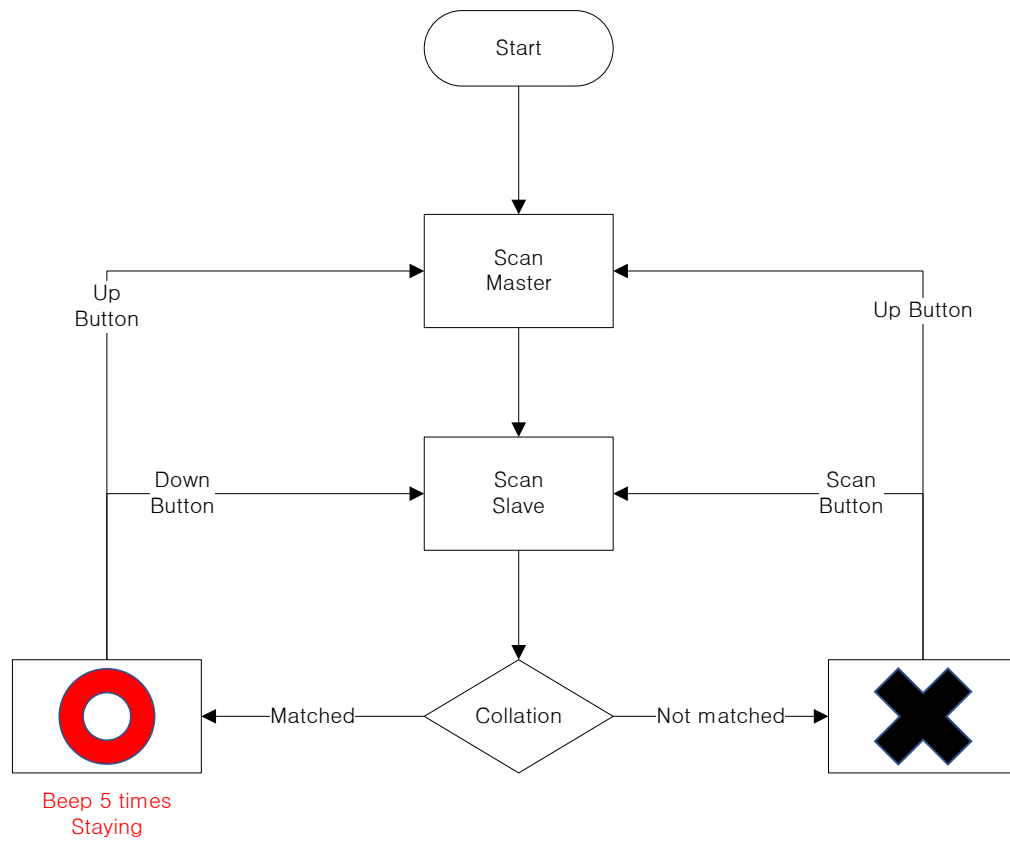 Start
Scan
Master
Up
Button
Up Button
Down
Button
Scan
Slave
Scan
Button
Matched
Collation
Not matched
Beep 5 times
Staying